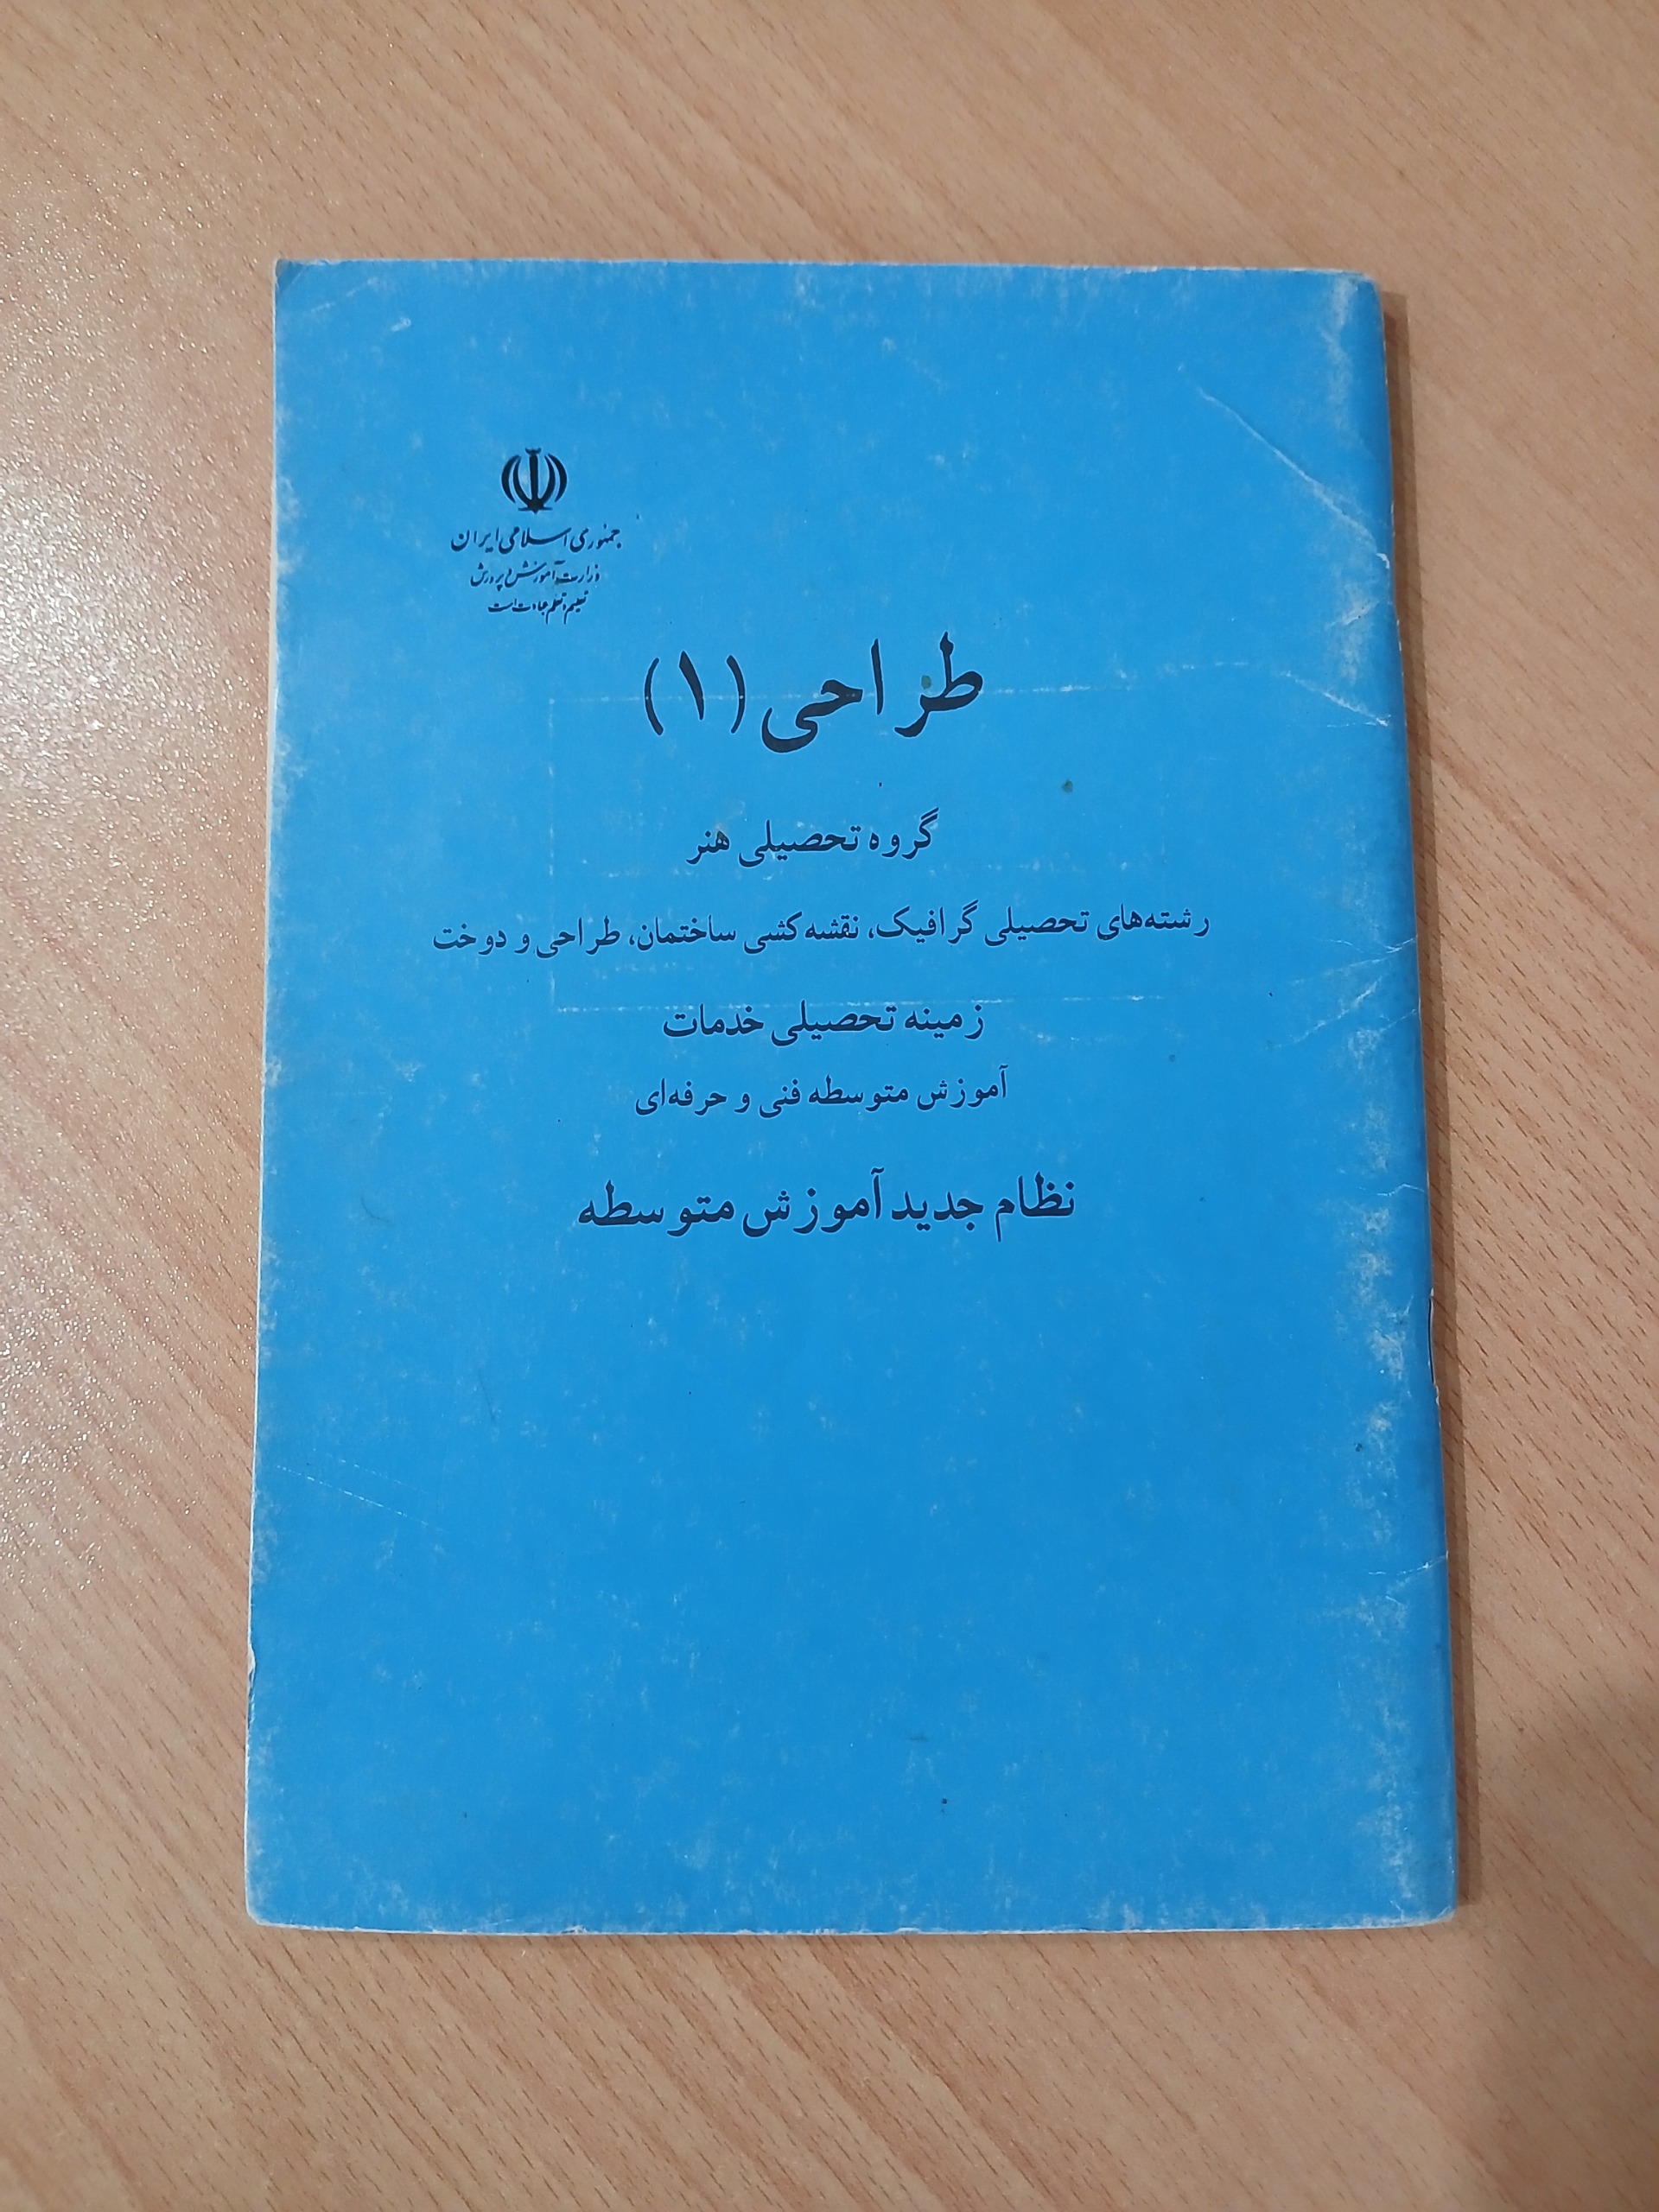 جمهوری اسلامی ایران
وزارت آموزش و پرورش
تعلیم و تعلم عبادت است
طراحی (۱)
گروه تحصیلی هنر
رشته‌های تحصیلی گرافیک، نقشه‌کشی ساختمان، طراحی و دوخت
زمینه تحصیلی خدمات
آموزش متوسطه فنی و حرفه‌ای
نظام جدید آموزش متوسطه